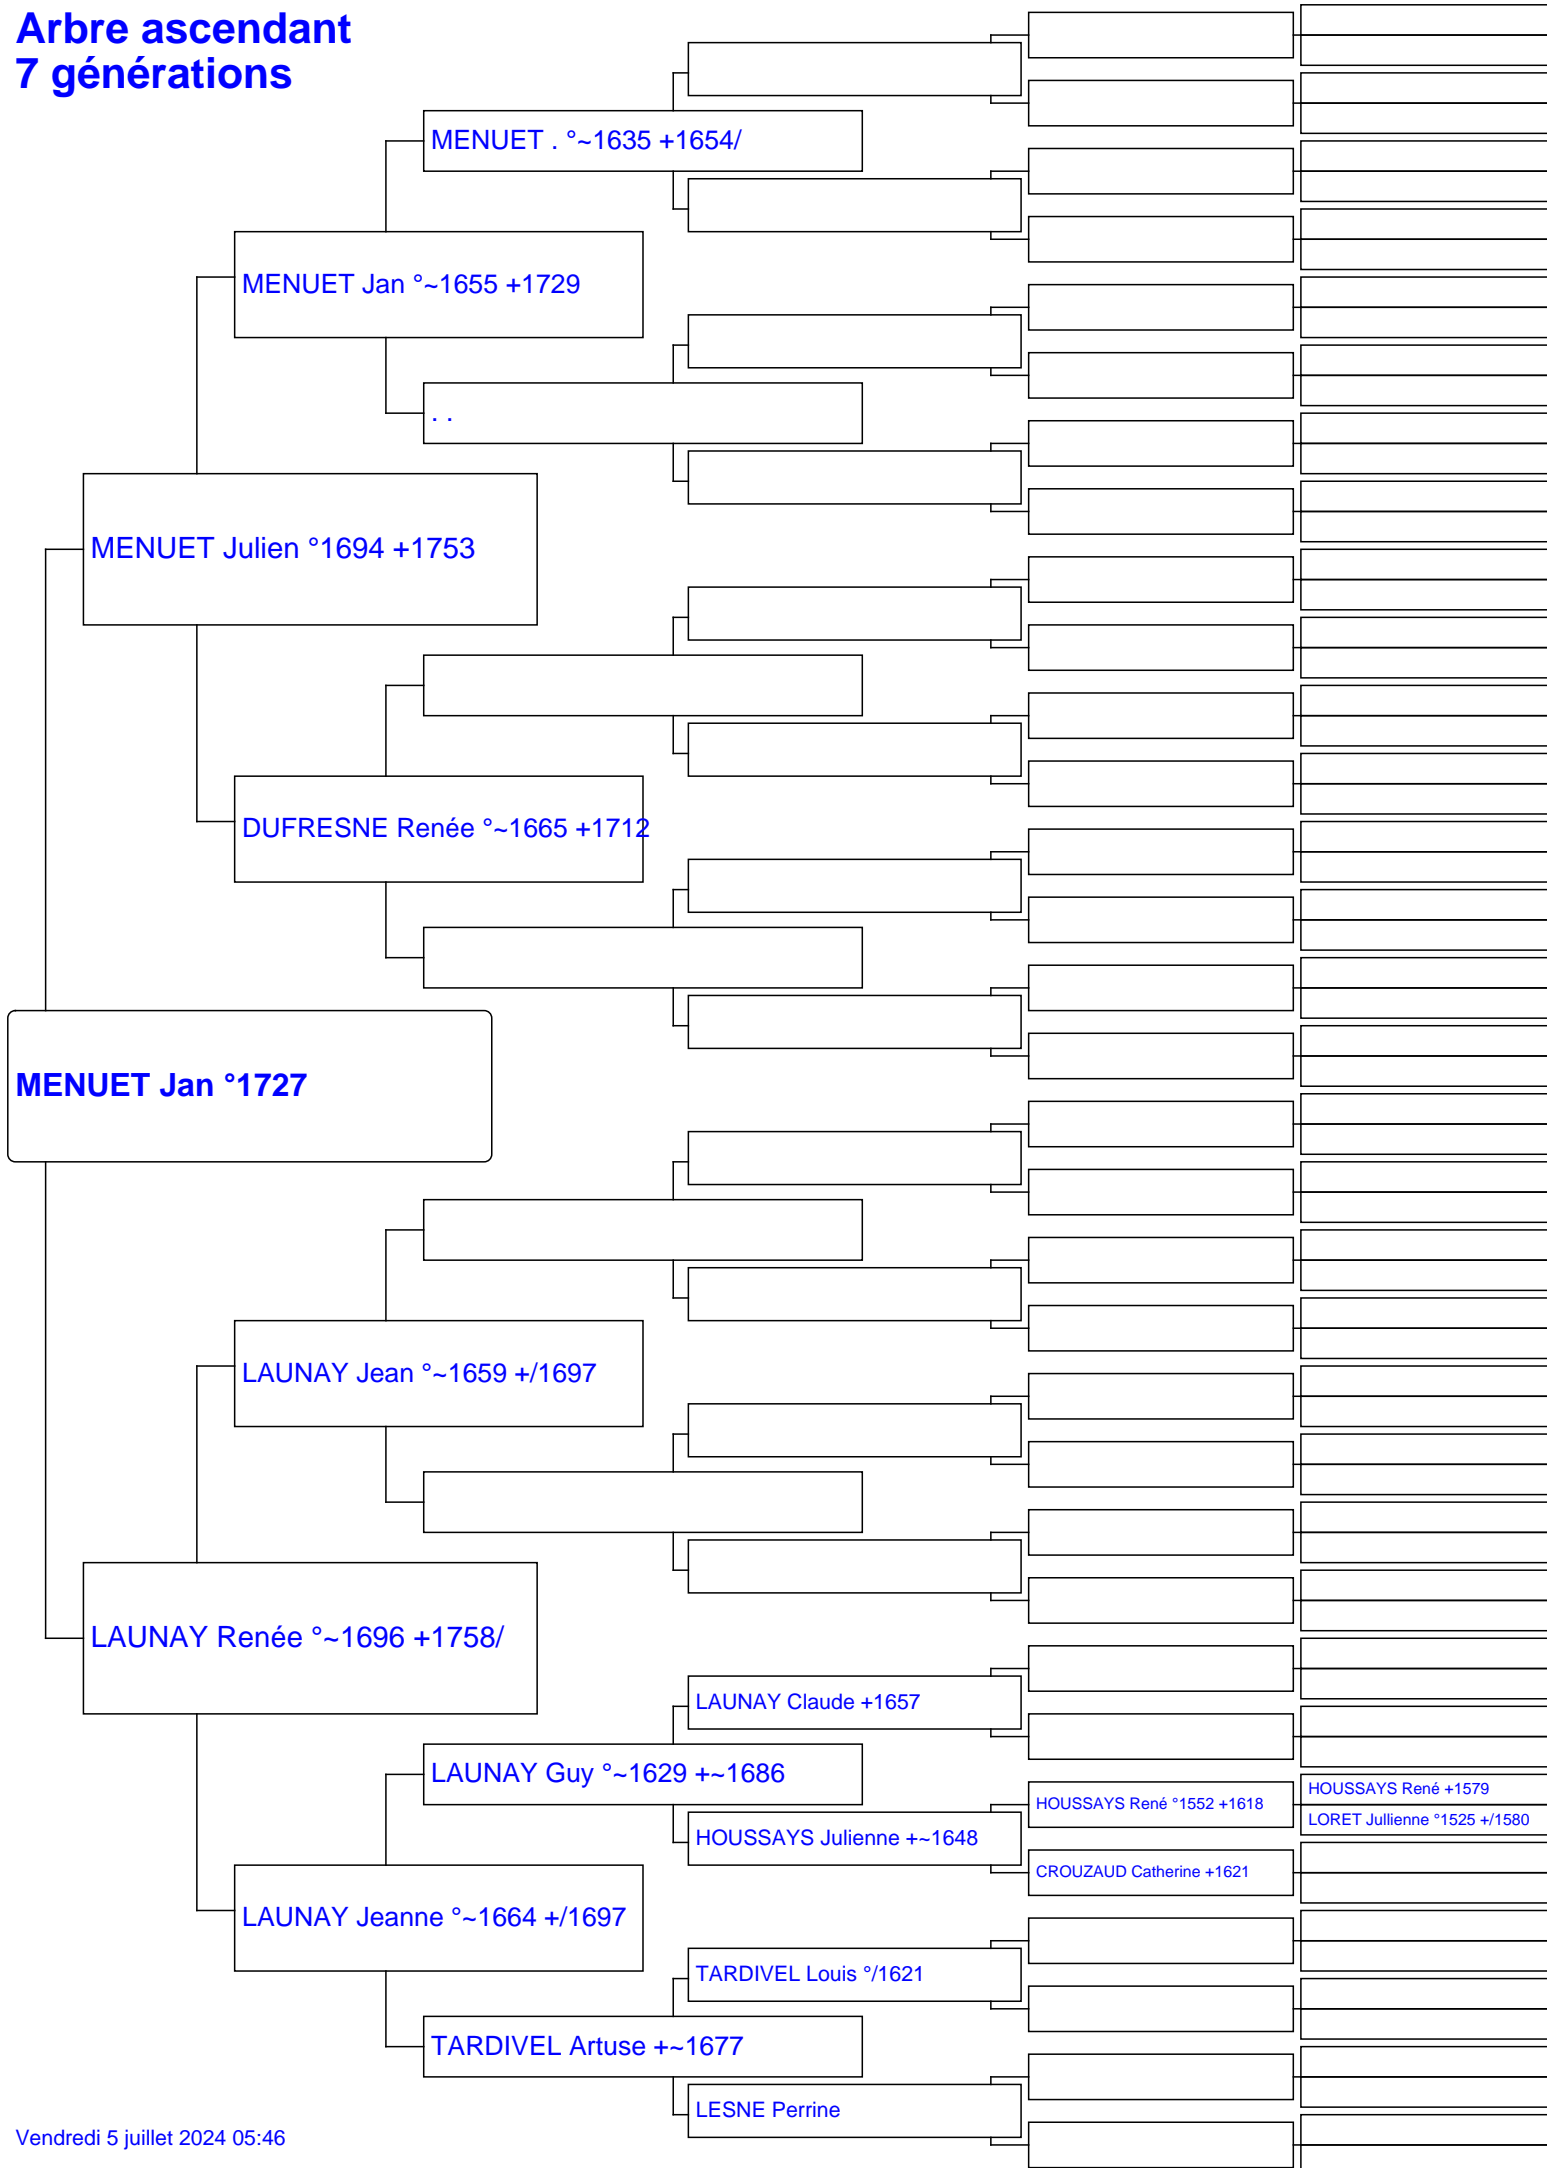 Arbre ascendant
7 générations
MENUET . °~1635 +1654/
MENUET Jan °~1655 +1729
. .
MENUET Julien °1694 +1753
DUFRESNE Renée °~1665 +1712
MENUET Jan °1727
LAUNAY Jean °~1659 +/1697
LAUNAY Renée °~1696 +1758/
LAUNAY Claude +1657
LAUNAY Guy °~1629 +~1686
HOUSSAYS René +1579
HOUSSAYS René °1552 +1618
LORET Jullienne °1525 +/1580
HOUSSAYS Julienne +~1648
CROUZAUD Catherine +1621
LAUNAY Jeanne °~1664 +/1697
TARDIVEL Louis °/1621
TARDIVEL Artuse +~1677
LESNE Perrine
Vendredi 5 juillet 2024 05:46